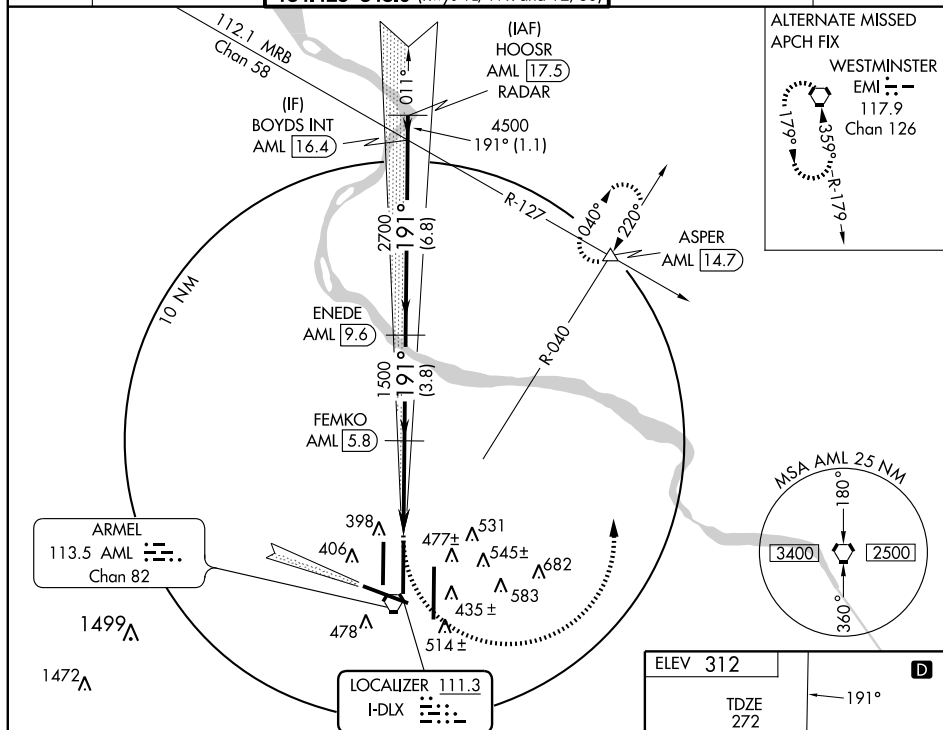 112.1 MRB
Chan 58
(IAF)
HOOSR
AML 17.5
RADAR
011°
4500
191° (1.1)
(IF)
BOYDS INT
AML 16.4
ALTERNATE MISSED
APCH FIX
WESTMINSTER
EMI
117.9
Chan 126
179°
359°
R-179
R-127
040°
220°
ASPER
AML 14.7
2700
191°
(6.8)
10 NM
ENEDE
AML 9.6
R-040
1500
191°
(3.8)
FEMKO
AML 5.8
MSA AML 25 NM
180°
3400
2500
360°
ARMEL
113.5 AML
Chan 82
398
406
478
477±
531
545±
682
583
435 ±
514 ±
1499
1472
LOCALIZER 111.3
I-DLX
ELEV 312
D
TDZE
272
191°